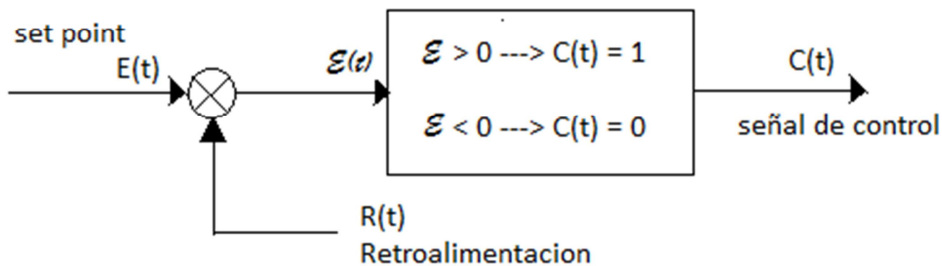 set point
E(t)
ℰ(t)
ℰ > 0 ---> C(t) = 1
ℰ < 0 ---> C(t) = 0
C(t)
señal de control
R(t)
Retroalimentacion